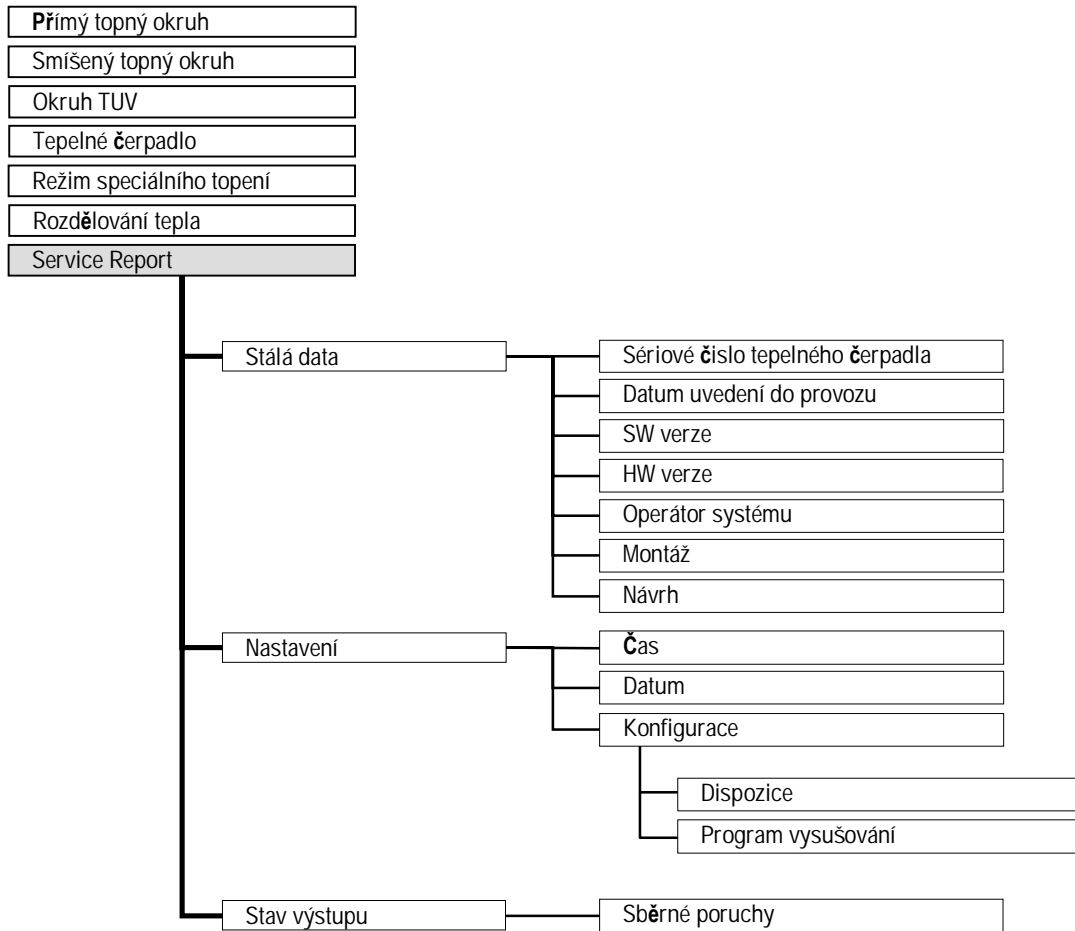 Přímý topný okruh
Smíšený topný okruh
Okruh TUV
Tepelné čerpadlo
Režim speciálního topení
Rozdělování tepla
Service Report
Stálá data
Sériové čislo tepelného čerpadla
Datum uvedení do provozu
SW verze
HW verze
Operátor systému
Montáž
Návrh
Nastavení
Čas
Datum
Konfigurace
Dispozice
Program vysušování
Stav výstupu
Sběrné poruchy